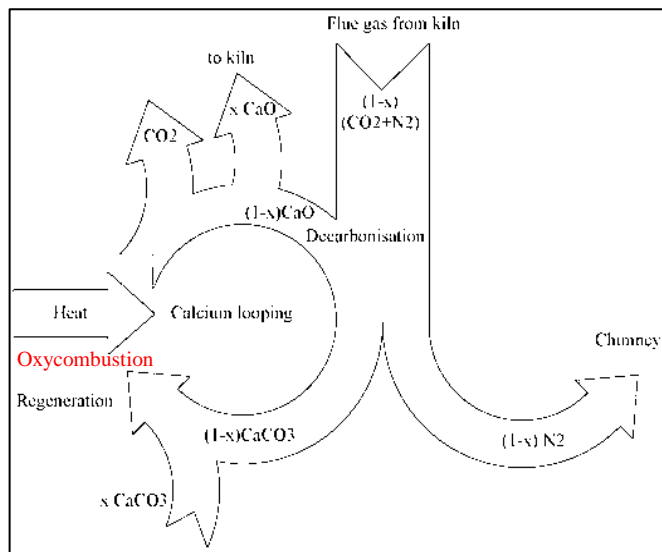 Flue gas from kiln
to kiln
(1-x)
(CO2+N2)
x CaO
CO2
(1-x)CaO
Decarbonisation
Heat
Calcium looping
Oxycombustion
Chimney
Regeneration
(1-x)CaCO3
(1-x) N2
x CaCO3